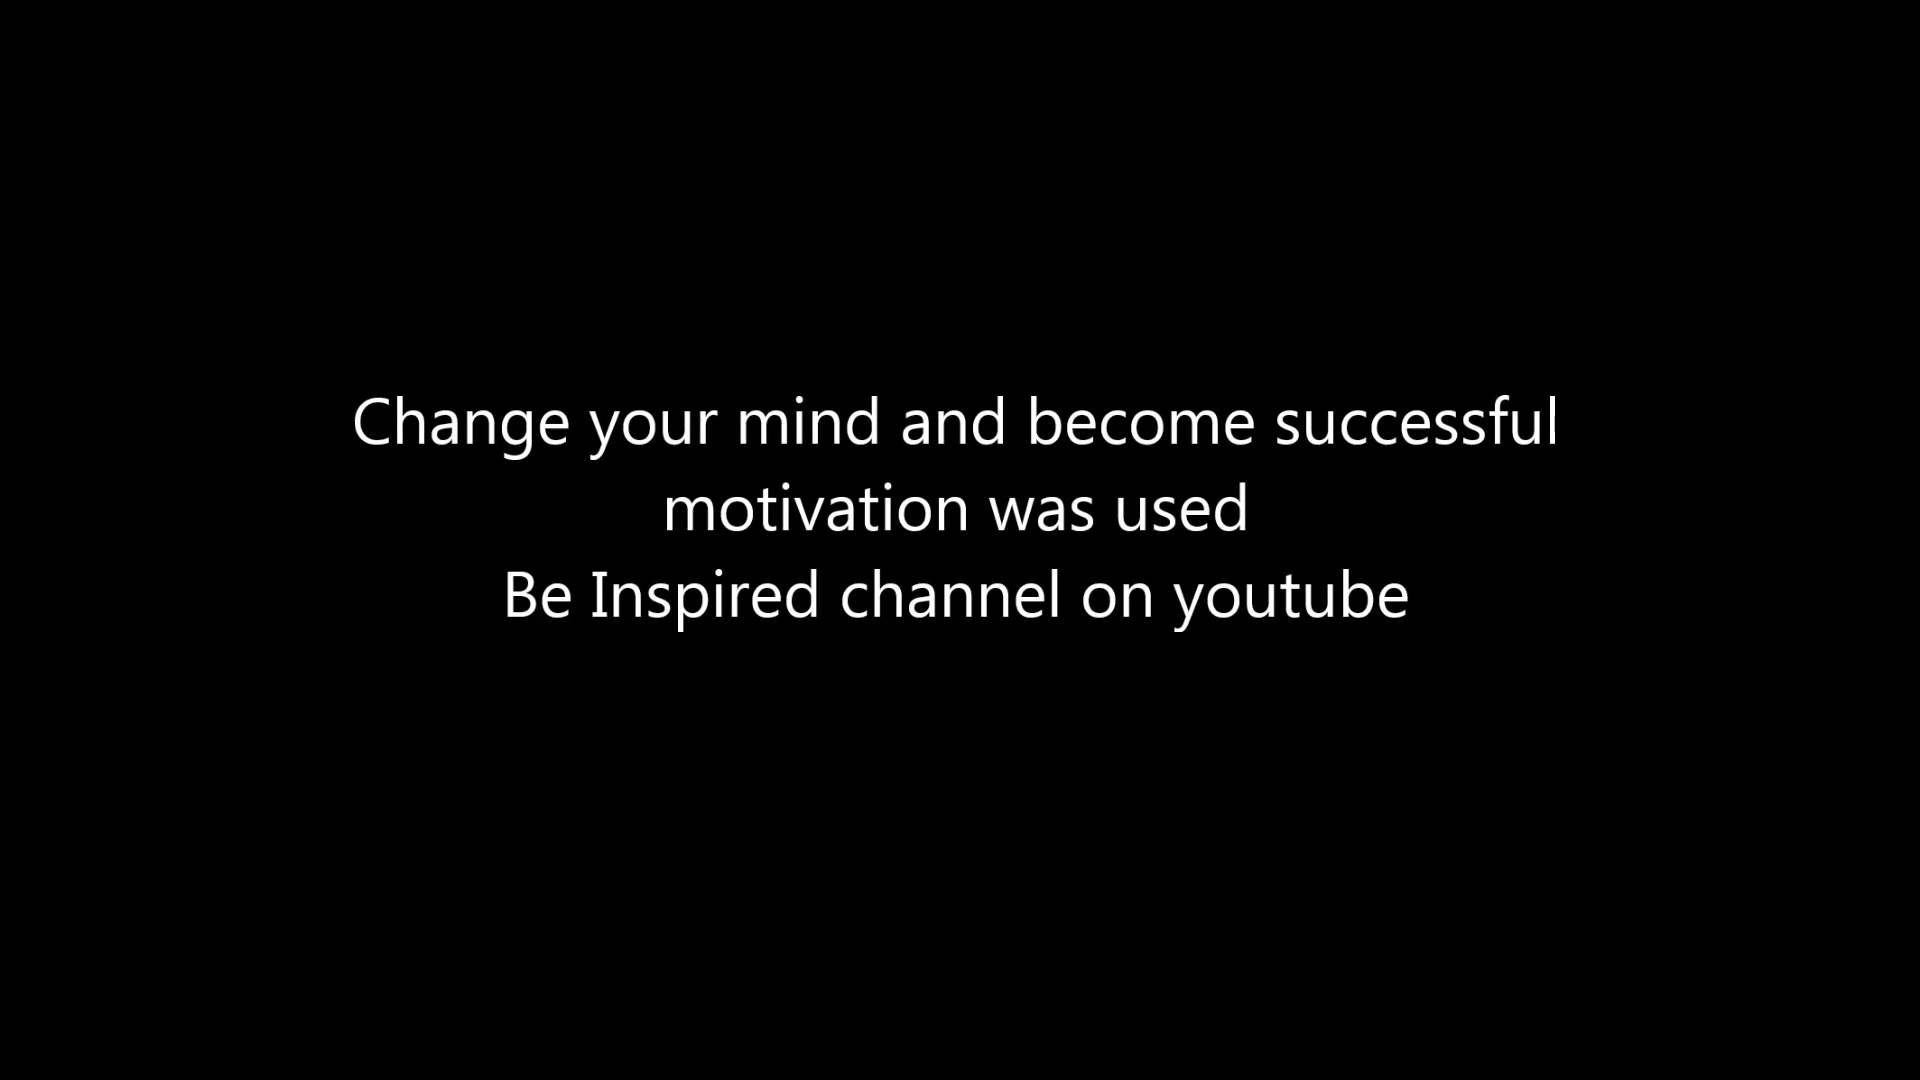 Change your mind and become successful
motivation was used
Be Inspired channel on youtube